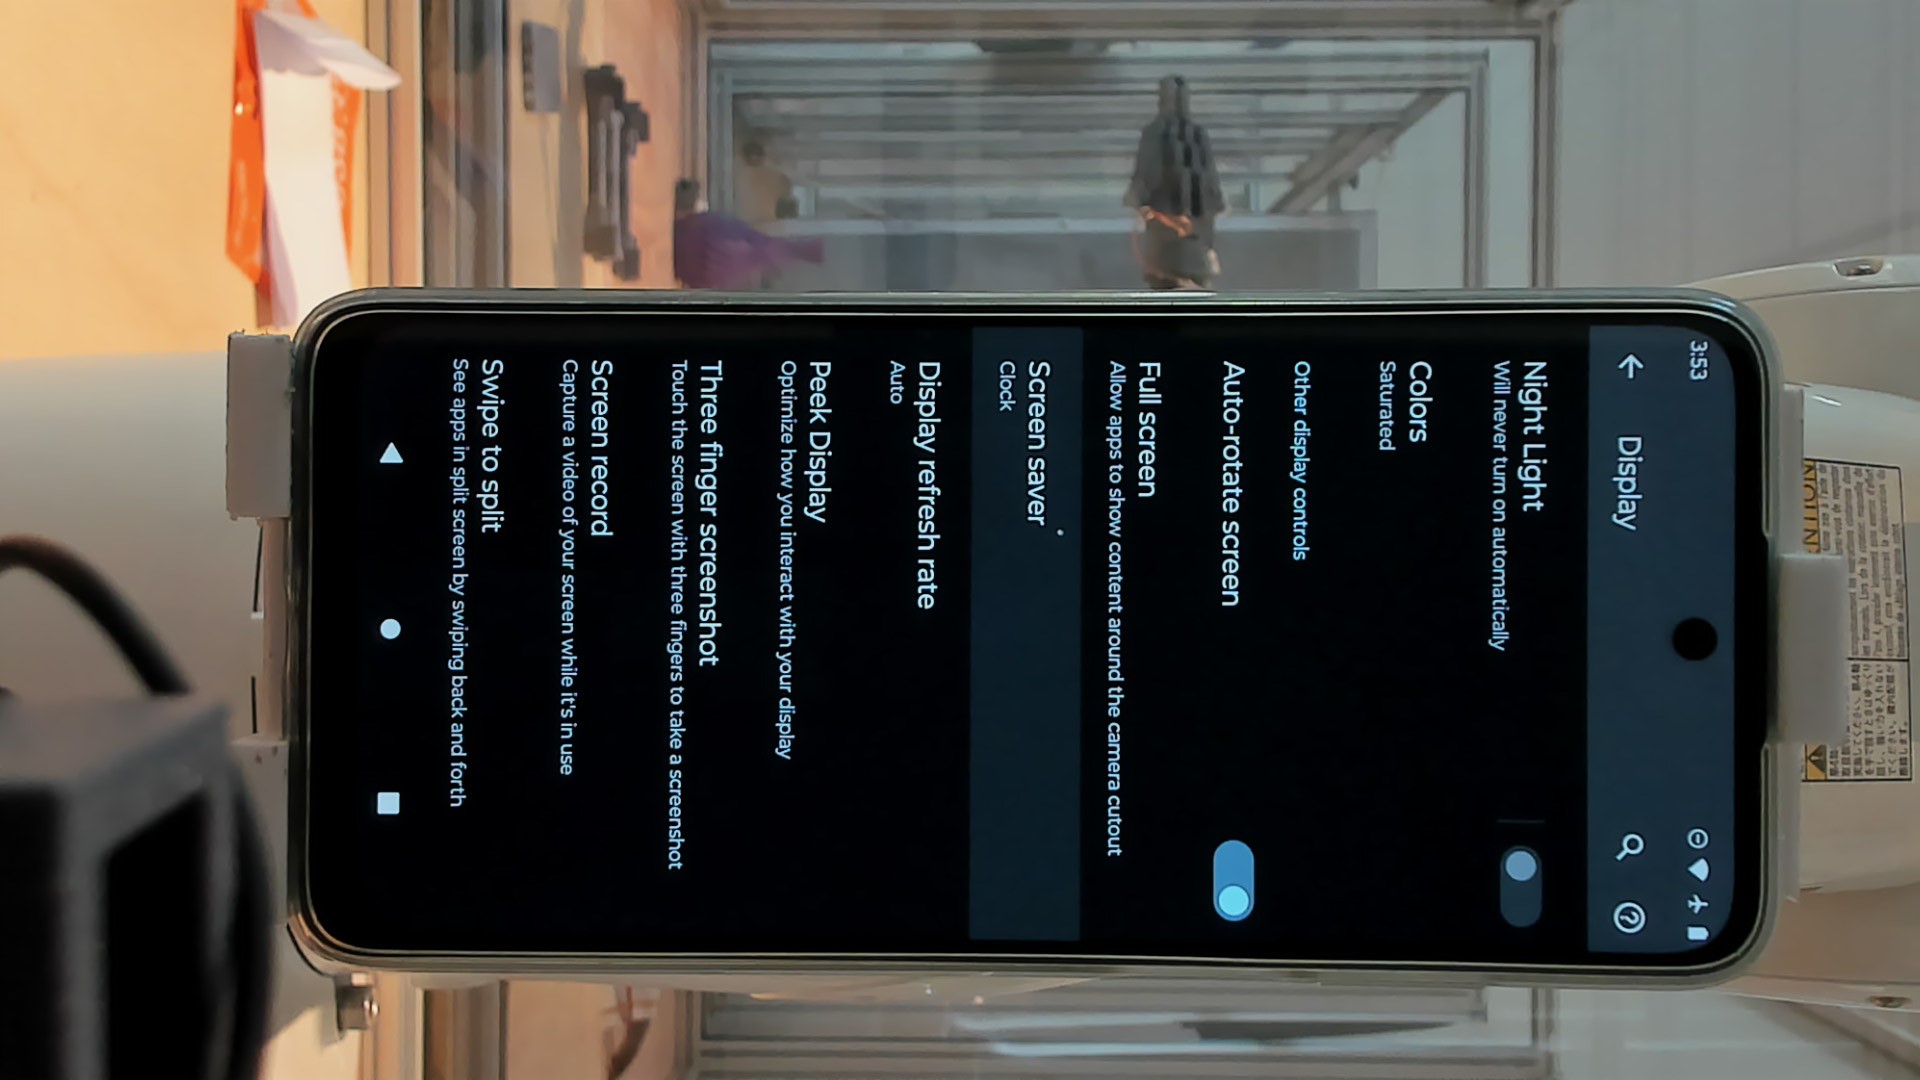 3:53
Display
Night Light
Will never turn on automatically
Colors
Saturated
Other display controls
Auto-rotate screen
Full screen
Allow apps to show content around the camera cutout
Screen saver
Clock
Display refresh rate
Auto
Peek Display
Optimize how you interact with your display
Three finger screenshot
Touch the screen with three fingers to take a screenshot
Screen record
Capture a video of your screen while it's in use
Swipe to split
See apps in split screen by swiping back and forth